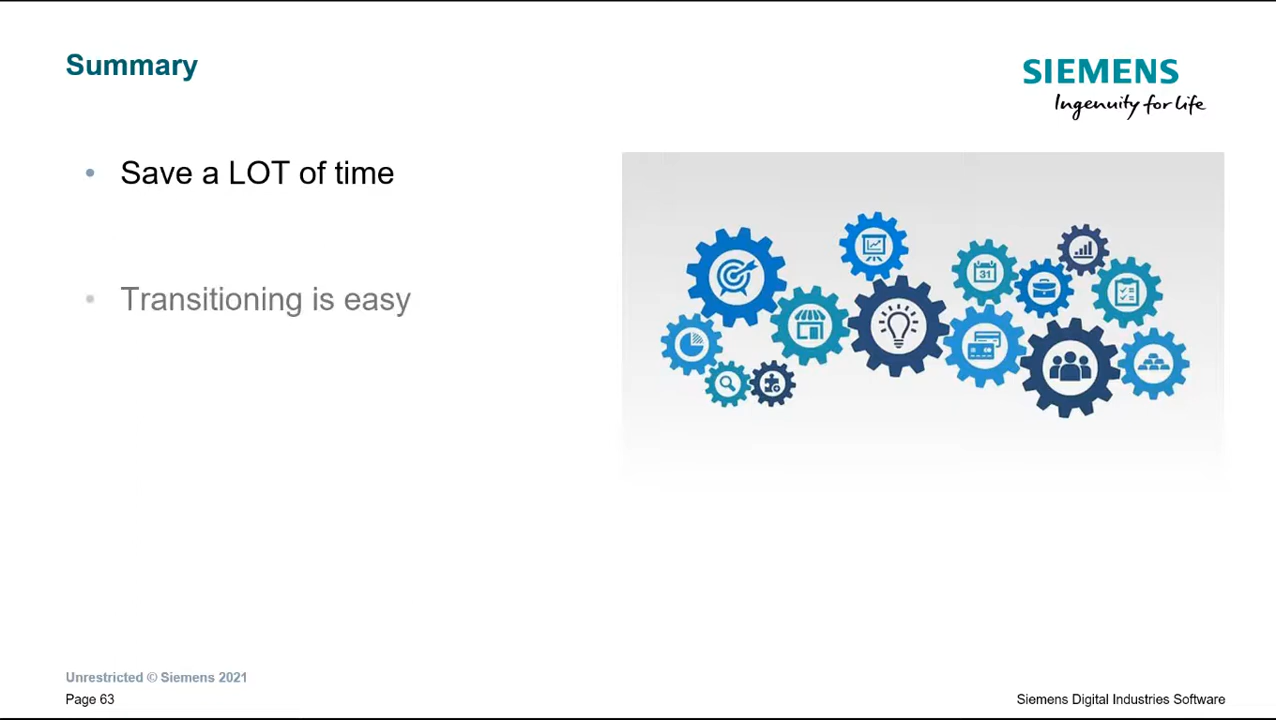 Summary
SIEMENS
Ingenuity for life
• Save a LOT of time
• Transitioning is easy
31
Unrestricted © Siemens 2021
Page 63
Siemens Digital Industries Software